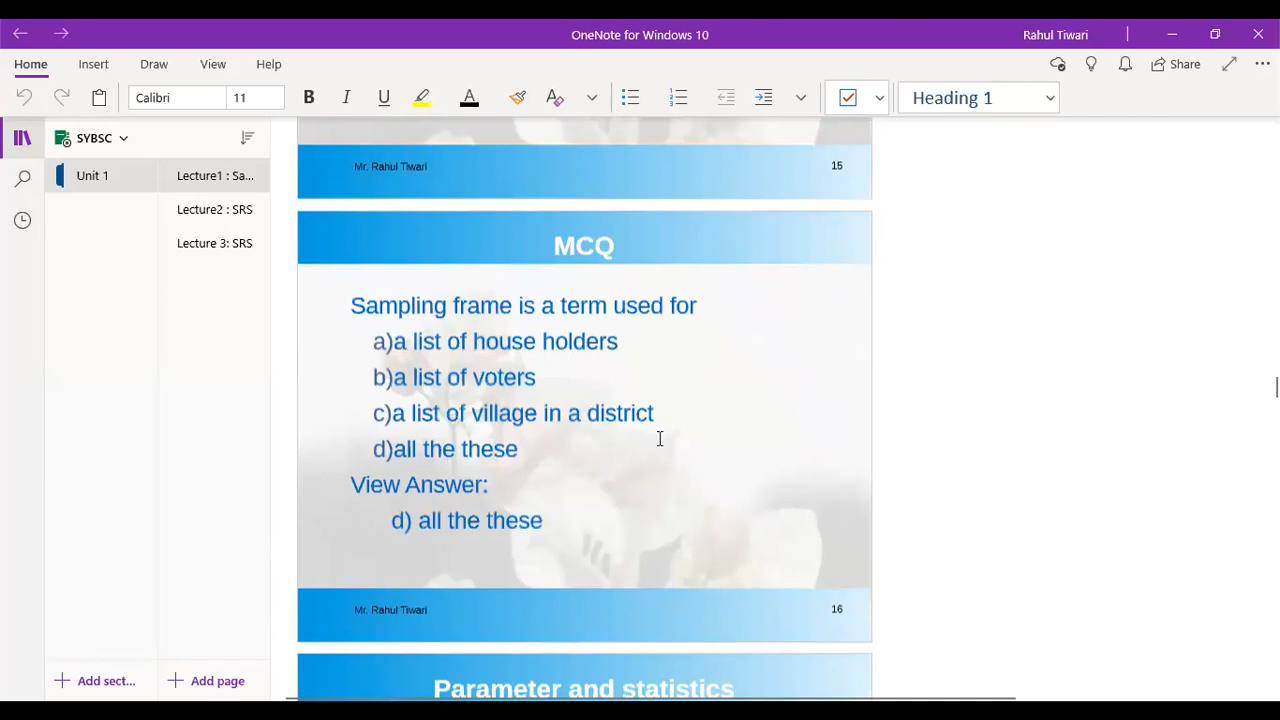 OneNote for Windows 10
Rahul Tiwari
Home Insert Draw View Help
Share
Calibri 11 B I U A Heading 1
SYBSC
Unit 1
Lecture1 : Sa...
Lecture2 : SRS
Lecture 3: SRS
Mr. Rahul Tiwari 15
MCQ
Sampling frame is a term used for
a)a list of house holders
b)a list of voters
c)a list of village in a district
d)all the these
View Answer:
d) all the these
Mr. Rahul Tiwari 16
Parameter and statistics
Add sect...
Add page